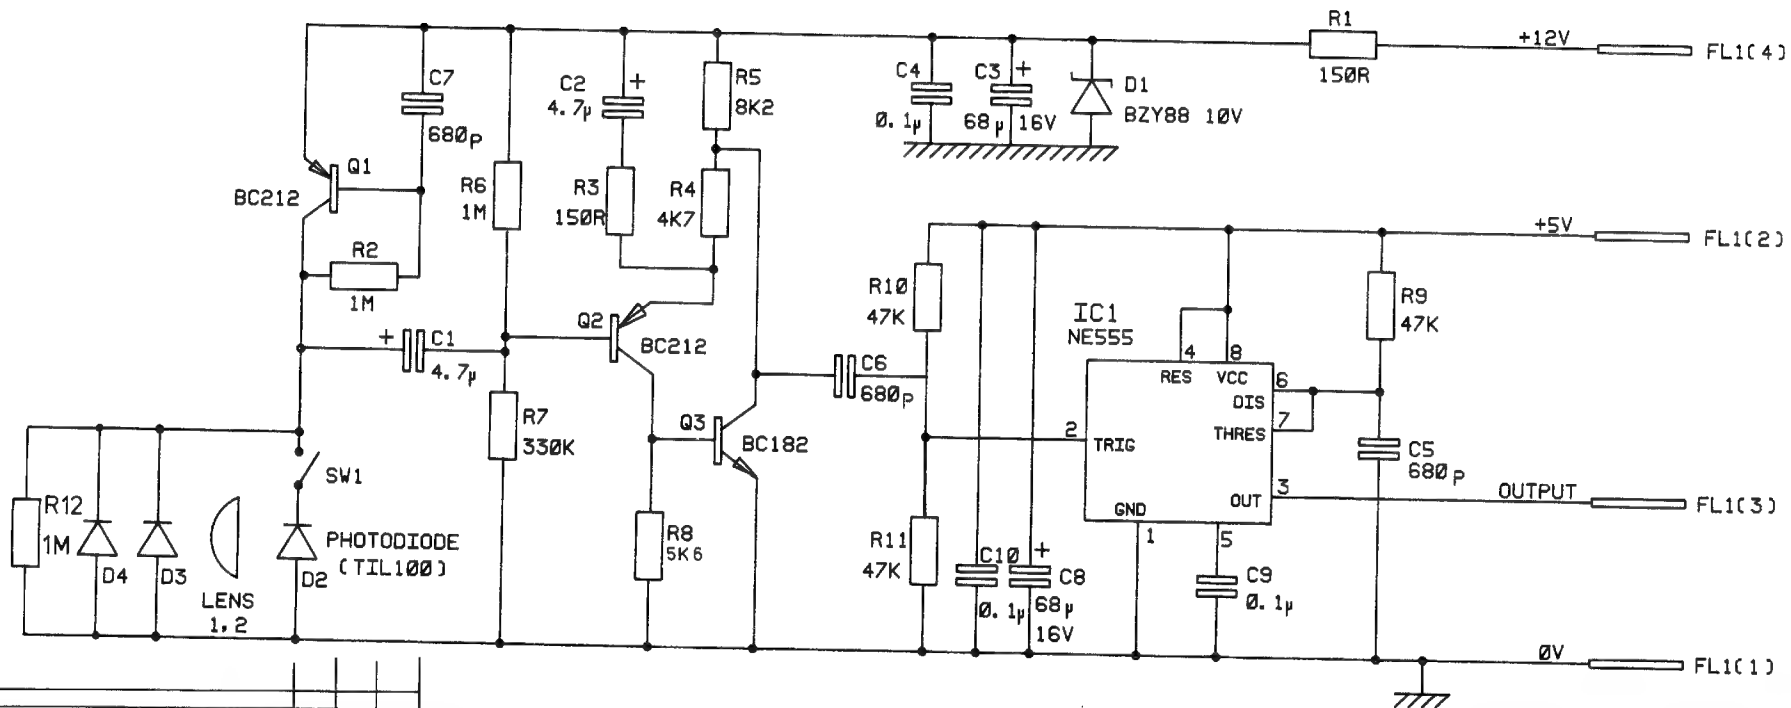 R1
150R
+12V
FL1(4)
C7
680p
C2
+
4.7µ
R5
8K2
C4
0.1µ
C3
+
68µ
16V
D1
BZY88 10V
Q1
BC212
R6
1M
R3
150R
R4
4K7
R2
1M
+5V
FL1(2)
R10
47K
IC1
NE555
R9
47K
+
C1
4.7µ
Q2
BC212
C6
680p
4
8
RES
VCC
6
DIS
7
THRES
2
TRIG
3
OUT
GND
1
5
R7
330K
Q3
BC182
C5
680p
OUTPUT
FL1(3)
SW1
R12
1M
D4
D3
LENS
1,2
D2
PHOTODIODE
(TIL100)
R8
5K6
R11
47K
C10
0.1µ
+
C8
68µ
16V
C9
0.1µ
0V
FL1(1)